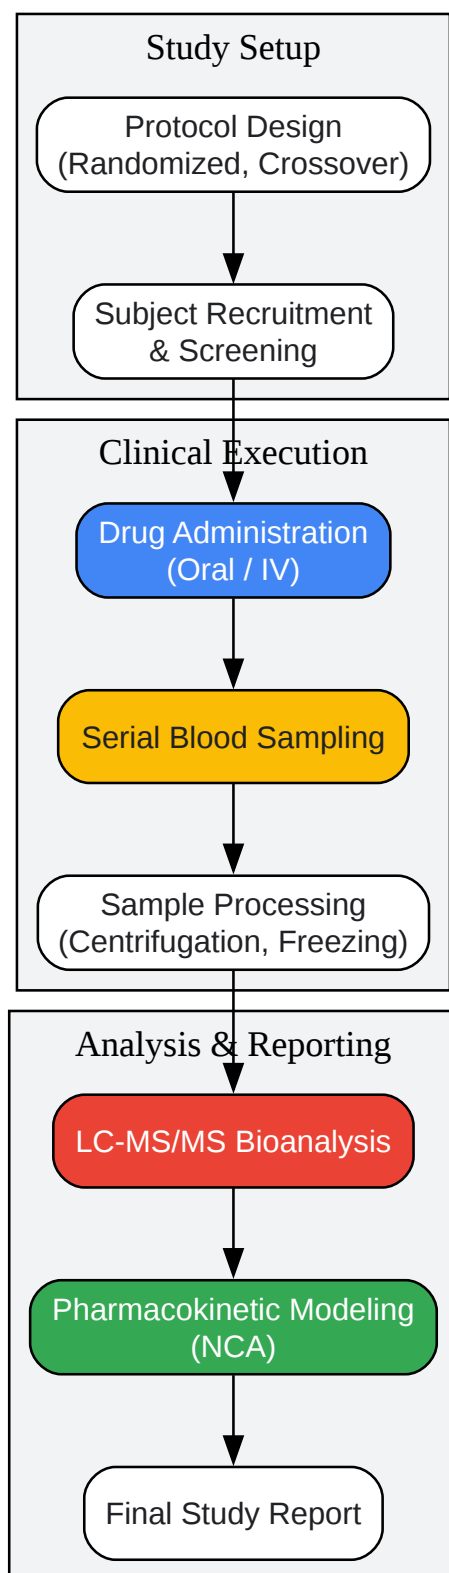 Study Setup
Protocol Design
(Randomized, Crossover)
Subject Recruitment
& Screening
Clinical Execution
Drug Administration
(Oral / IV)
Serial Blood Sampling
Sample Processing
(Centrifugation, Freezing)
Analysis & Reporting
LC-MS/MS Bioanalysis
Pharmacokinetic Modeling
(NCA)
Final Study Report